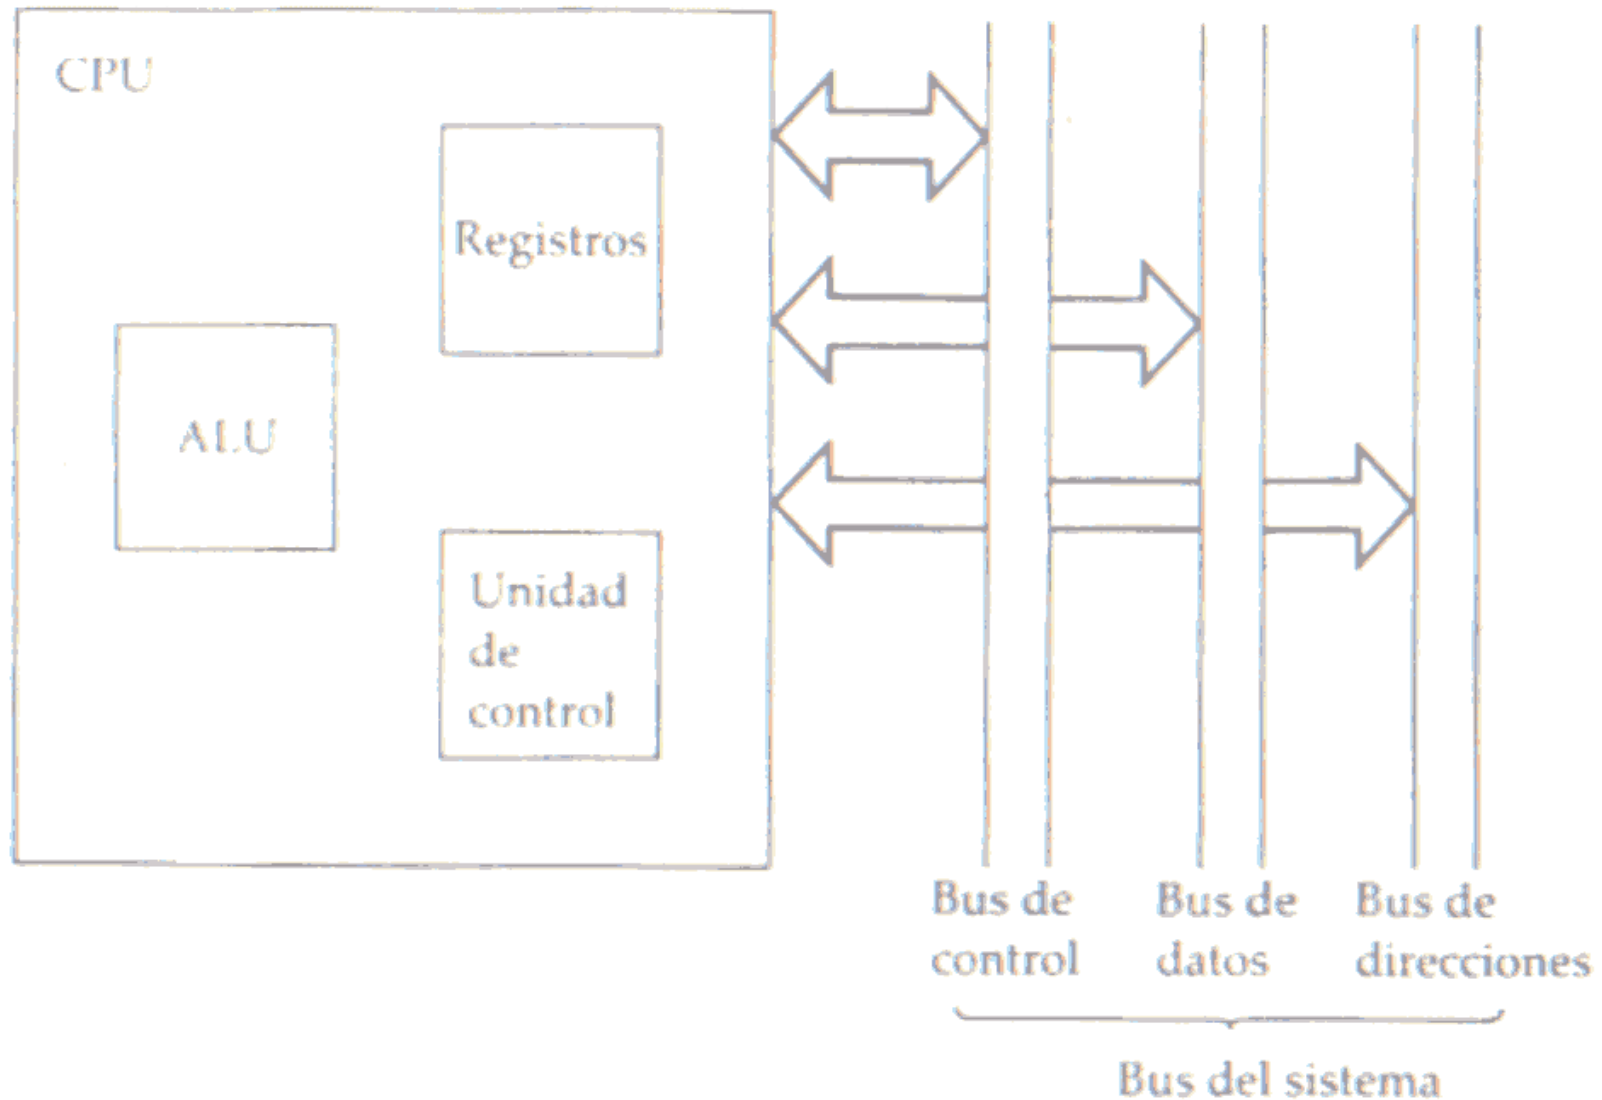 CPU
Registros
ALU
Unidad
de
control
Bus de
control
Bus de
datos
Bus de
direcciones
Bus del sistema